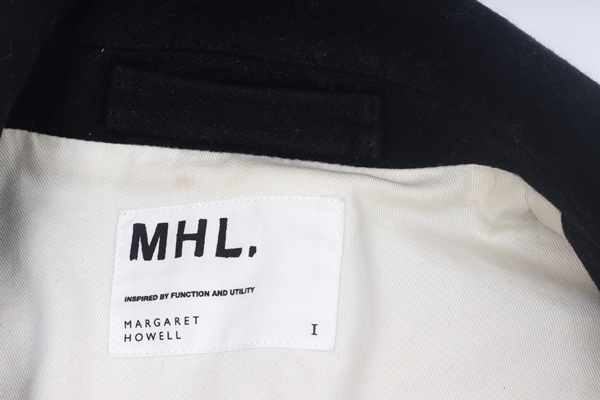 MHL.
INSPIRED BY FUNCTION AND UTILITY
MARGARET
HOWELL
I